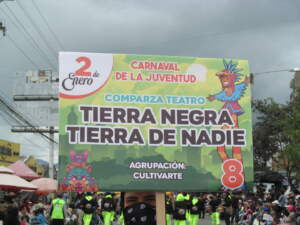 2 de
Enero
CARNAVAL
DE LA JUVENTUD
COMPARZA TEATRO
TIERRA NEGRA
TIERRA DE NADIE
AGRUPACIÓN:
CULTIVARTE
8